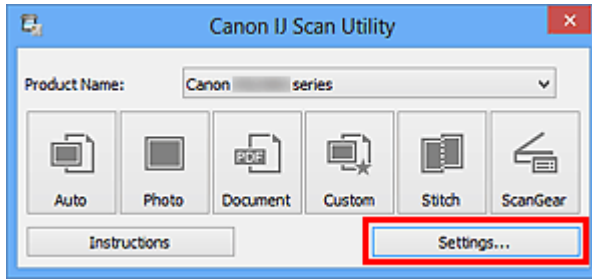 Canon IJ Scan Utility
Product Name: Canon series
PDF
Auto Photo Document Custom Stitch ScanGear
Instructions Settings...